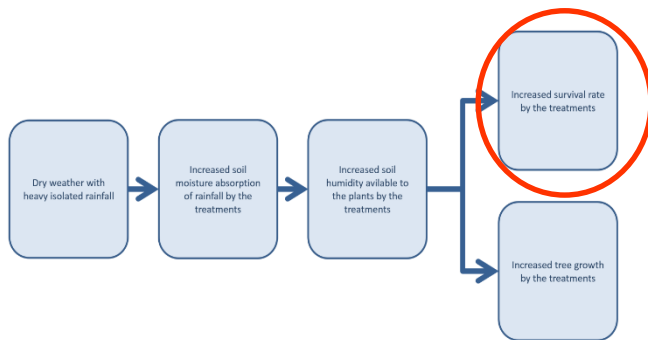 Dry weather with
heavy isolated rainfall
Increased soil
moisture absorption
of rainfall by the
treatments
Increased soil
humidity avilable to
the plants by the
treatments
Increased survival rate
by the treatments
Increased tree growth
by the treatments